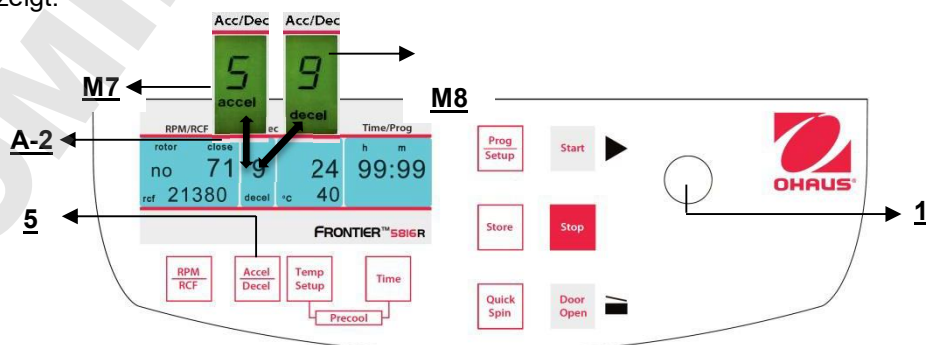 zeigt.
Acc/Dec Acc/Dec
5 9
accel decel
M7
M8
A-2
RPM/RCF ec Time/Prog
rotor close h m
no 71 9 24 99:99
rcf 21380 decel °C 40
5
FRONTIER™ 5816R
RPM
RCF
Accel
Decel
Temp
Setup
Time
Precool
Prog
Setup
Start
Store
Stop
Quick
Spin
Door
Open
OHAUS®
1